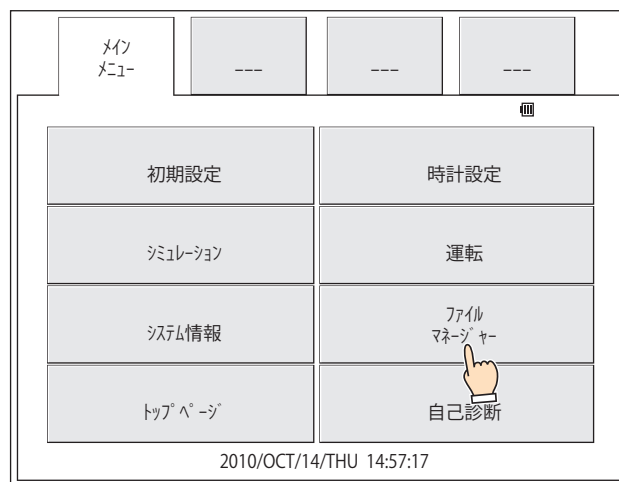 ﾒｲﾝ
ﾒﾆｭｰ
---
---
---
初期設定
時計設定
ｼﾐｭﾚｰｼｮﾝ
運転
ｼｽﾃﾑ情報
ﾌｧｲﾙ
ﾏﾈｰｼﾞｬｰ
ﾄｯﾌﾟﾍﾟｰｼﾞ
自己診断
2010/OCT/14/THU 14:57:17